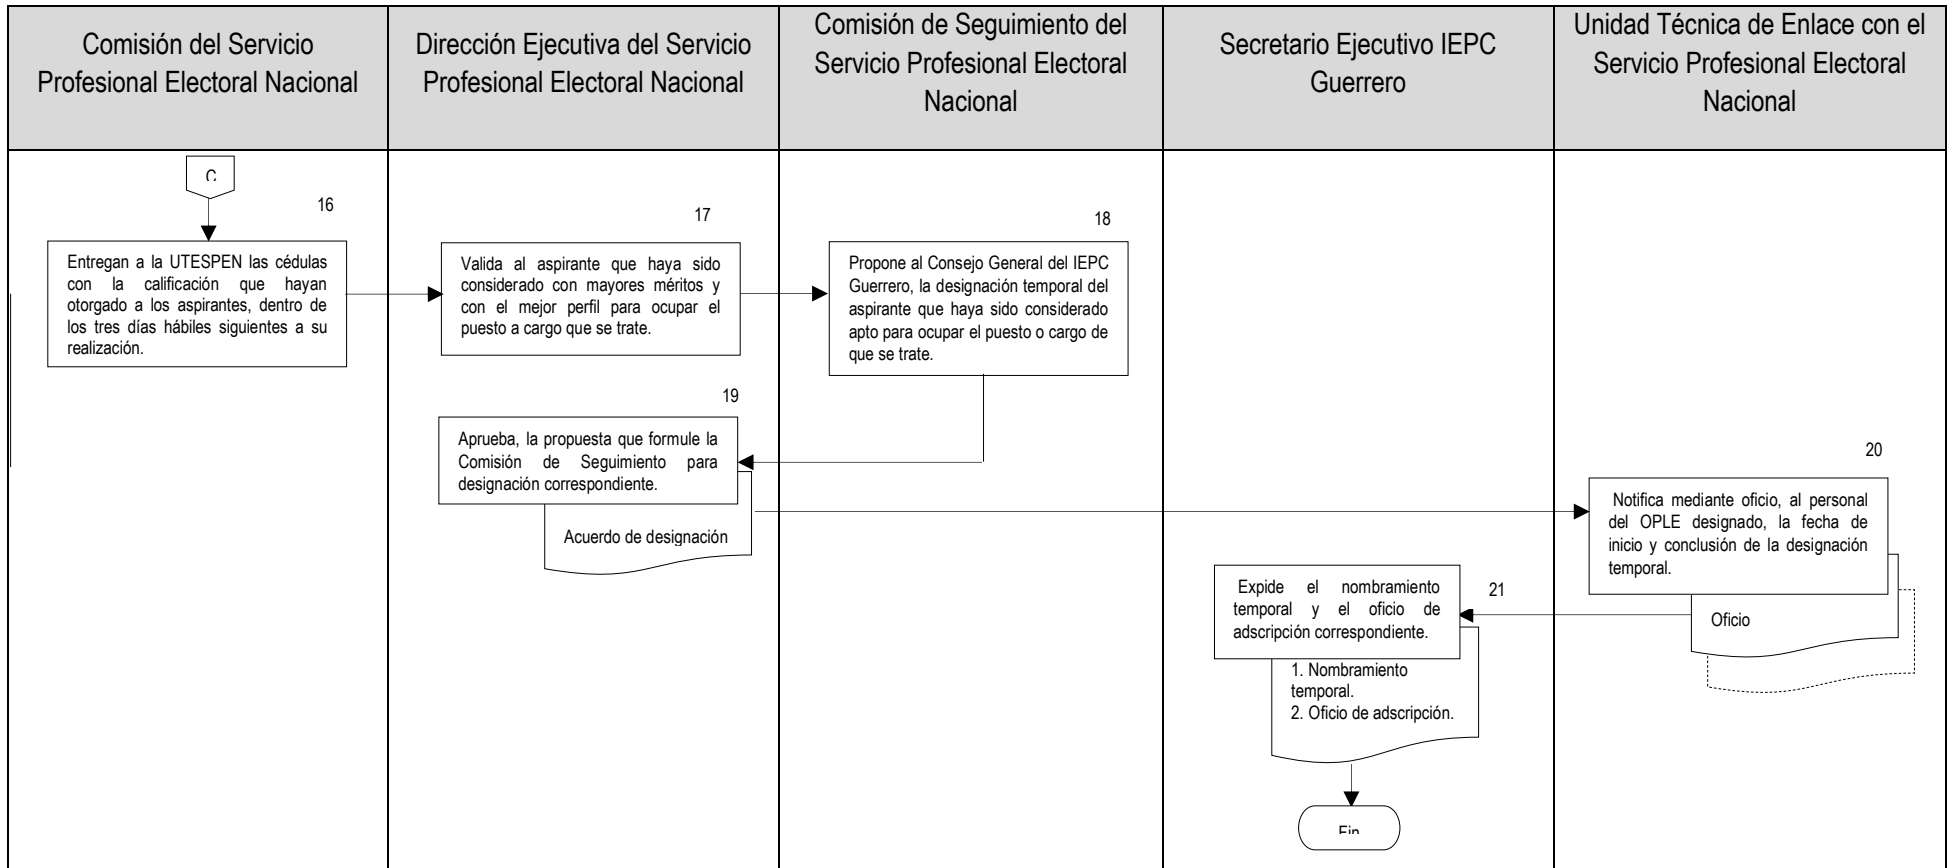 Comisión del Servicio
Profesional Electoral Nacional
Dirección Ejecutiva del Servicio
Profesional Electoral Nacional
Comisión de Seguimiento del
Servicio Profesional Electoral
Nacional
Secretario Ejecutivo IEPC
Guerrero
Unidad Técnica de Enlace con el
Servicio Profesional Electoral
Nacional
C
16
Entregan a la UTESPEN las cédulas
con la calificación que hayan
otorgado a los aspirantes, dentro de
los tres días hábiles siguientes a su
realización.
17
Valida al aspirante que haya sido
considerado con mayores méritos y
con el mejor perfil para ocupar el
puesto a cargo que se trate.
18
Propone al Consejo General del IEPC
Guerrero, la designación temporal del
aspirante que haya sido considerado
apto para ocupar el puesto o cargo de
que se trate.
19
Aprueba, la propuesta que formule la
Comisión de Seguimiento para
designación correspondiente.
Acuerdo de designación
20
Notifica mediante oficio, al personal
del OPLE designado, la fecha de
inicio y conclusión de la designación
temporal.
Oficio
21
Expide el nombramiento
temporal y el oficio de
adscripción correspondiente.
1. Nombramiento
temporal.
2. Oficio de adscripción.
Fin